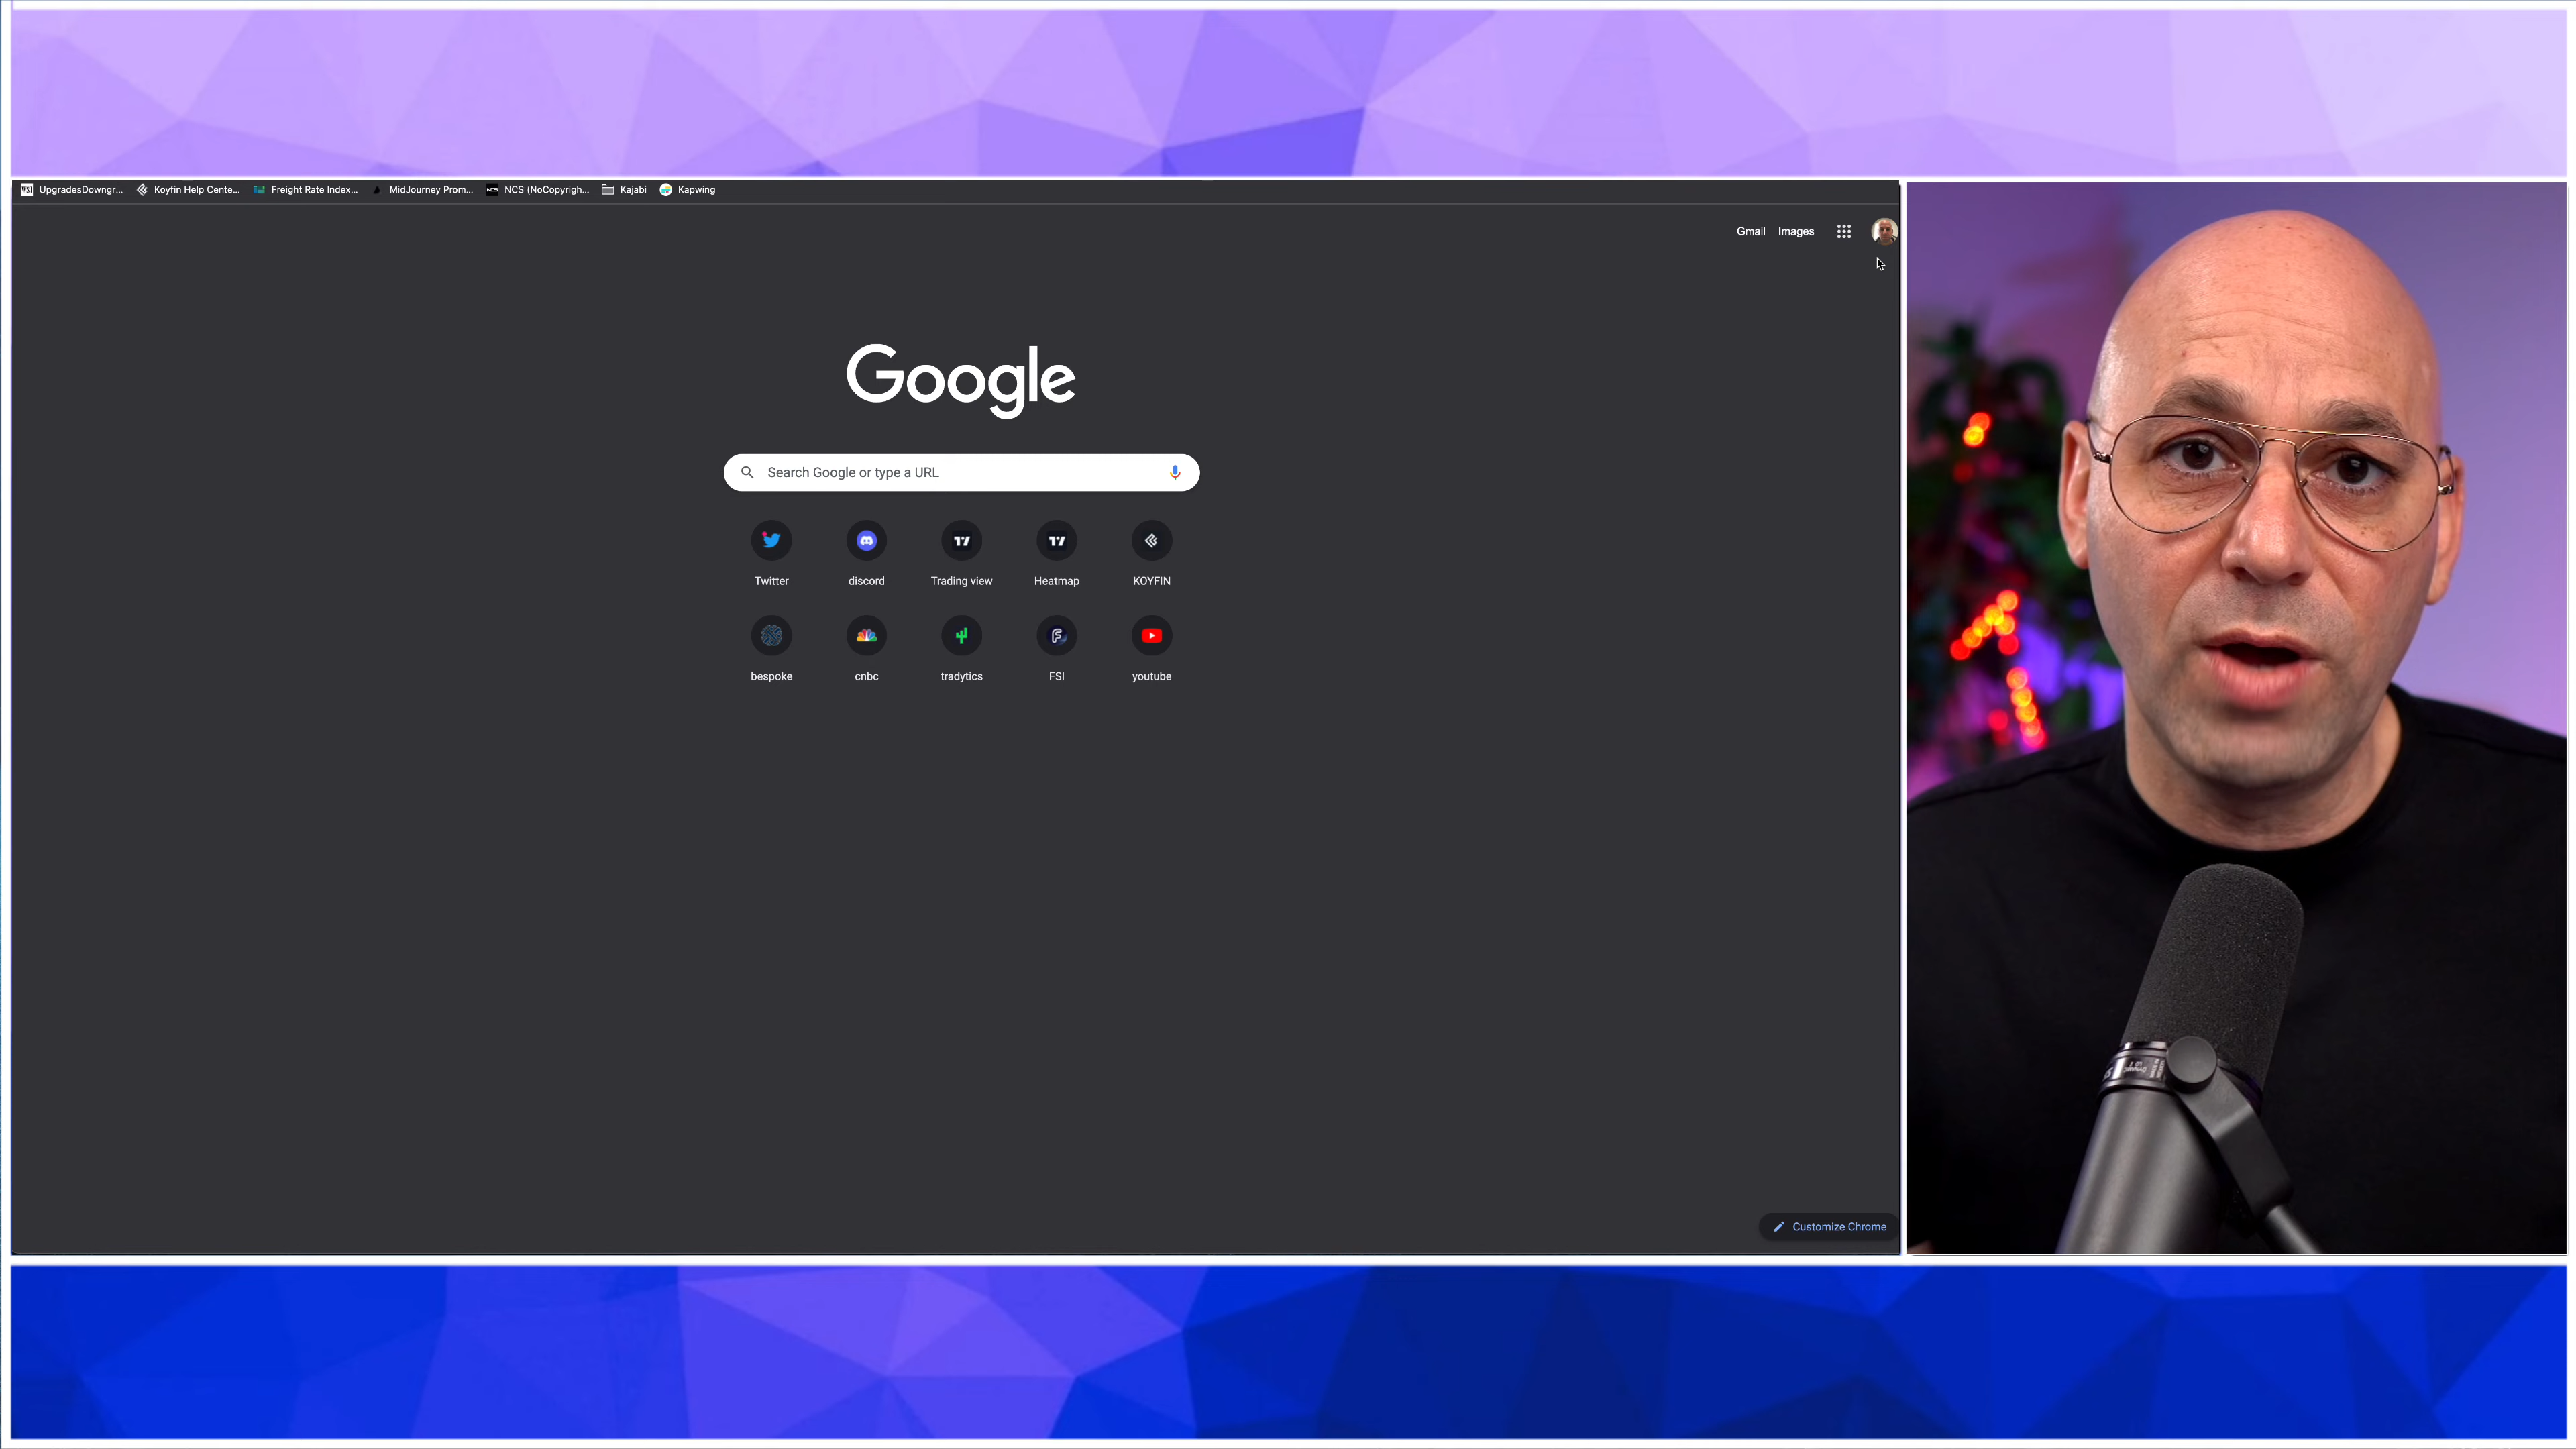 UpgradesDowngr... Koyfin Help Cente... Freight Rate Index... MidJourney Prom... NCS NCS (NoCopyrigh... Kajabi Kapwing
Gmail Images
Google
Search Google or type a URL
Twitter discord Trading view Heatmap KOYFIN
bespoke cnbc tradytics FSI youtube
Customize Chrome